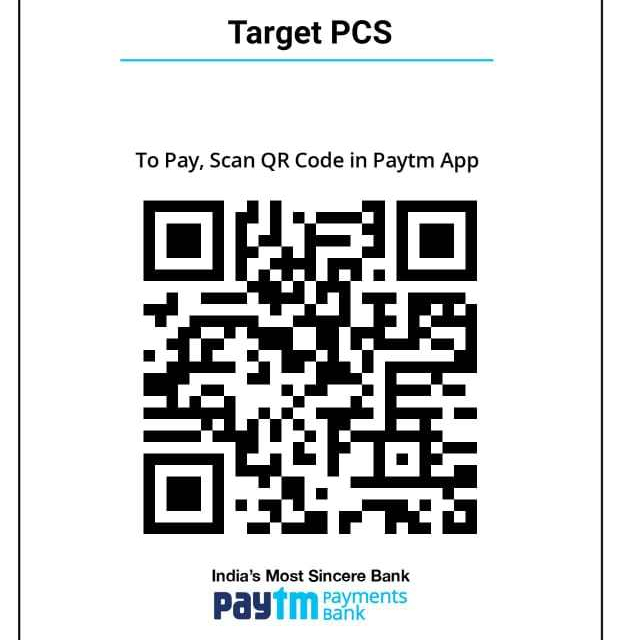 Target PCS
To Pay, Scan QR Code in Paytm App
India's Most Sincere Bank
paytm payments
Bank